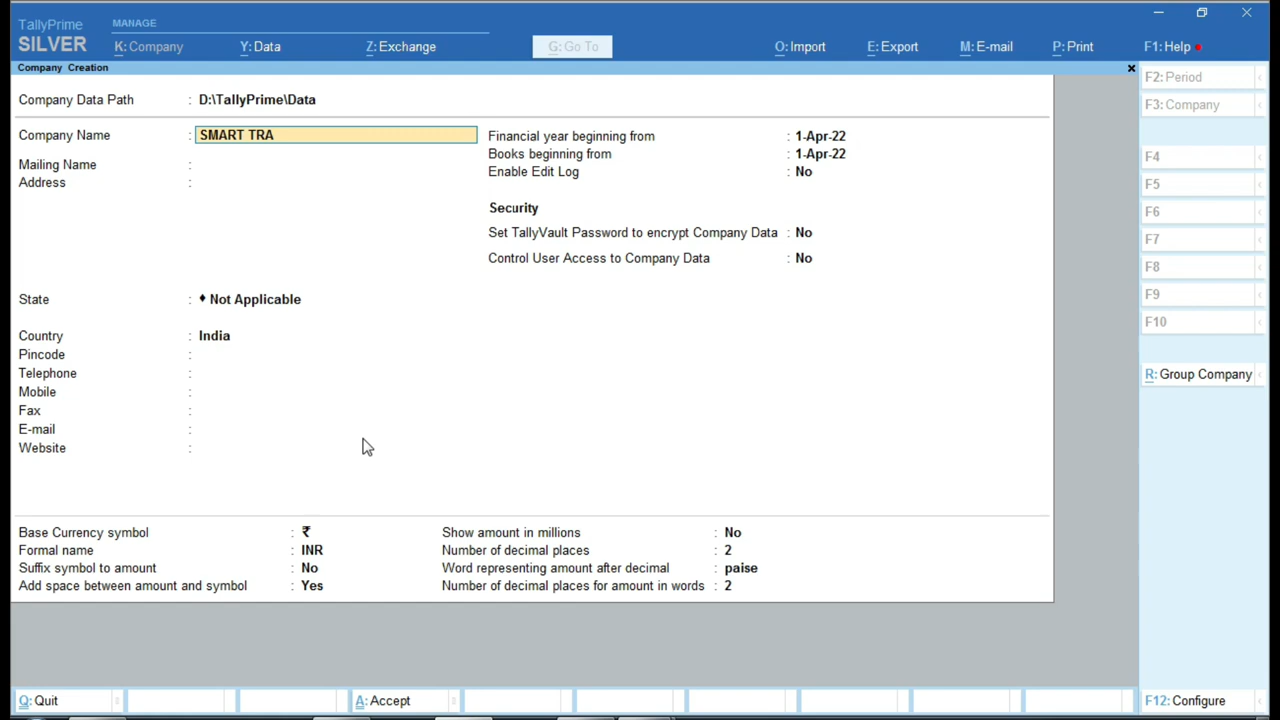 TallyPrime
SILVER
MANAGE
K: Company
Y: Data
Z: Exchange
G: Go To
O: Import
E: Export
M: E-mail
P: Print
F1: Help
Company Creation
Company Data Path : D:\TallyPrime\Data
Company Name : SMART TRA
Mailing Name :
Address :
State : ♦ Not Applicable
Country : India
Pincode :
Telephone :
Mobile :
Fax :
E-mail :
Website :
Financial year beginning from : 1-Apr-22
Books beginning from : 1-Apr-22
Enable Edit Log : No
Security
Set TallyVault Password to encrypt Company Data : No
Control User Access to Company Data : No
Base Currency symbol : ₹
Formal name : INR
Suffix symbol to amount : No
Add space between amount and symbol : Yes
Show amount in millions : No
Number of decimal places : 2
Word representing amount after decimal : paise
Number of decimal places for amount in words : 2
F2: Period
F3: Company
F4
F5
F6
F7
F8
F9
F10
R: Group Company
Q: Quit
A: Accept
F12: Configure